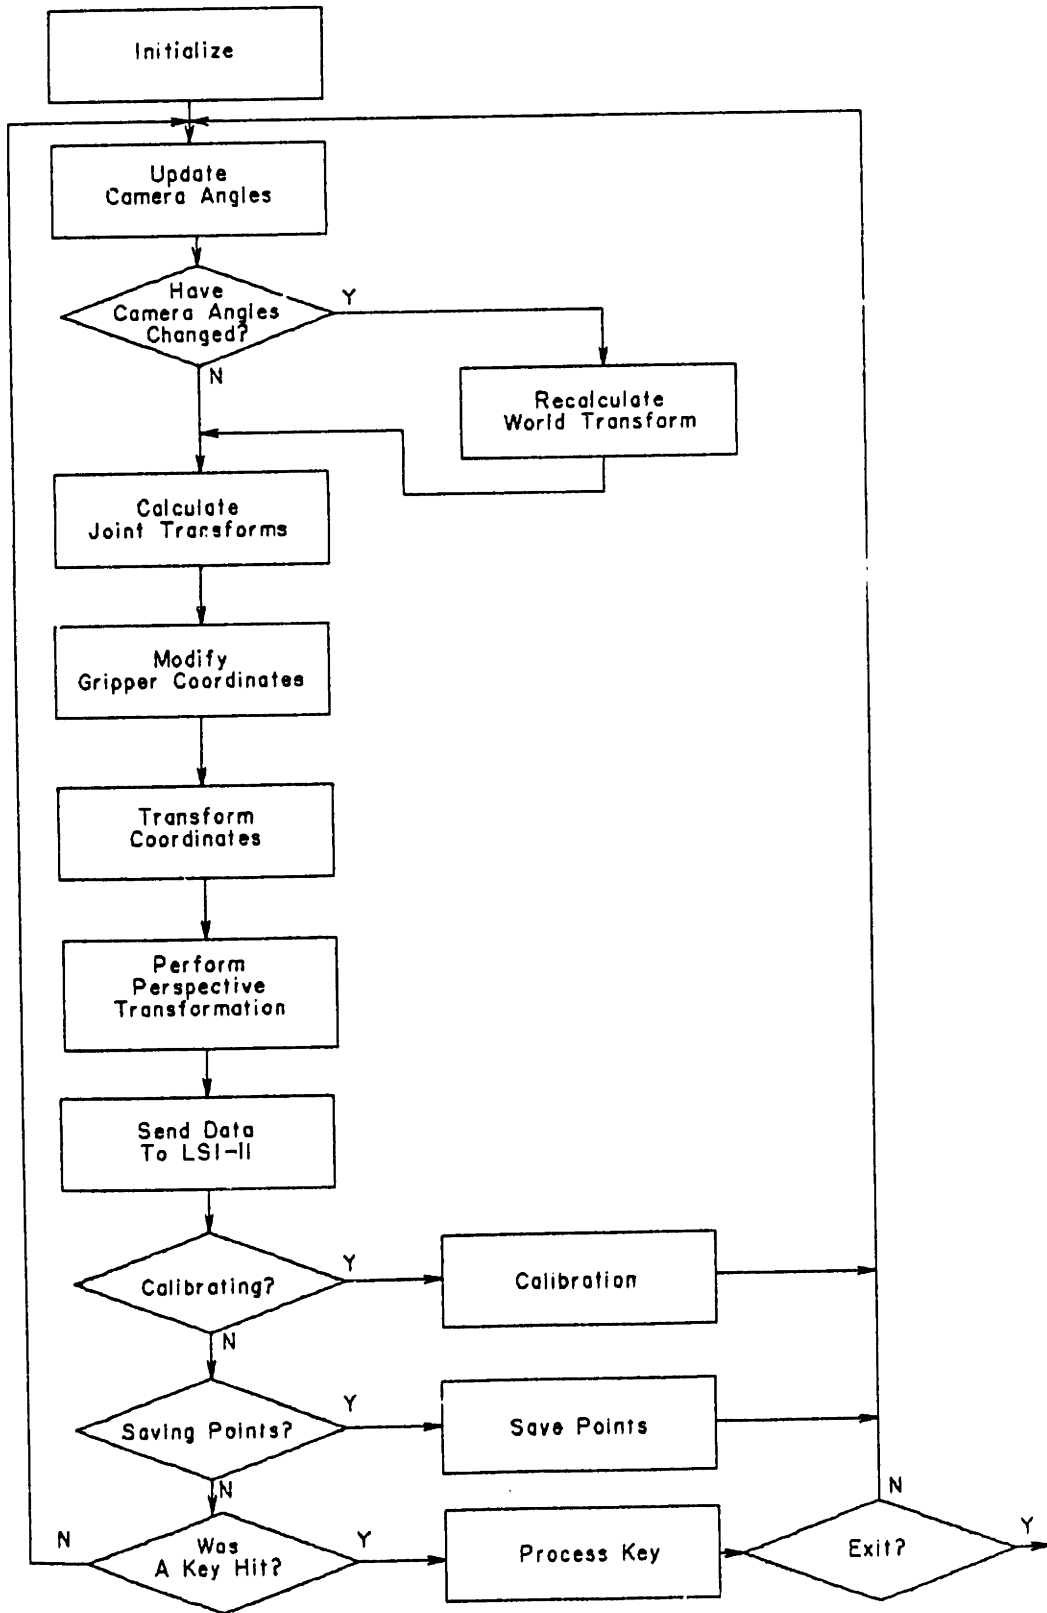 Initialize
Update
Camera Angles
Have
Camera Angles
Changed?
Y
N
Recalculate
World Transform
Calculate
Joint Transforms
Modify
Gripper Coordinates
Transform
Coordinates
Perform
Perspective
Transformation
Send Data
To LSI-11
Calibrating?
Y
Calibration
N
Saving Points?
Y
Save Points
N
N
Was
A Key Hit?
Y
Process Key
N
Exit?
Y